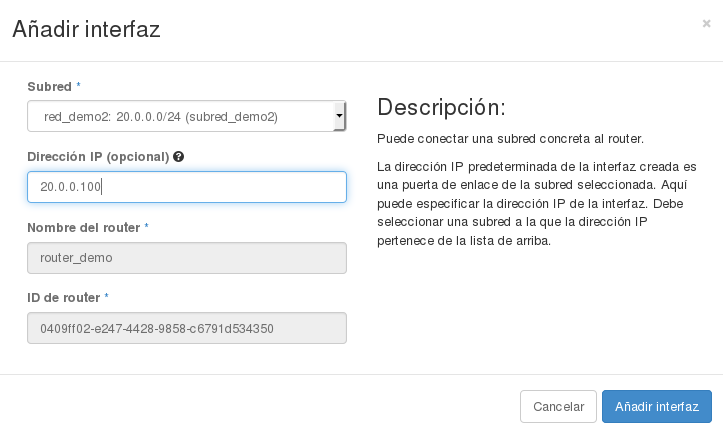 Añadir interfaz
×
Subred *
red_demo2: 20.0.0.0/24 (subred_demo2)
Dirección IP (opcional) ?
20.0.0.100
Nombre del router *
router_demo
ID de router *
0409ff02-e247-4428-9858-c6791d534350
Descripción:
Puede conectar una subred concreta al router.
La dirección IP predeterminada de la interfaz creada es
una puerta de enlace de la subred seleccionada. Aquí
puede especificar la dirección IP de la interfaz. Debe
seleccionar una subred a la que la dirección IP
pertenece de la lista de arriba.
Cancelar
Añadir interfaz